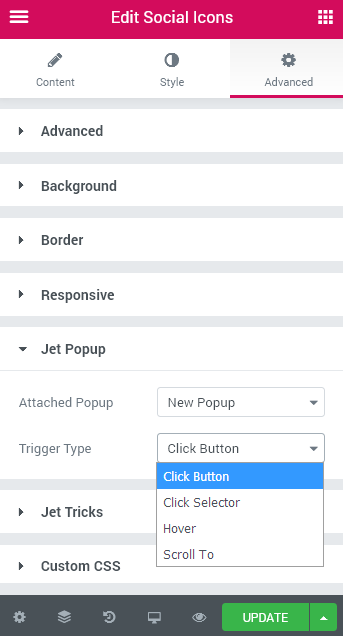 Edit Social Icons
Content Style Advanced
Advanced
Background
Border
Responsive
Jet Popup
Attached Popup New Popup
Trigger Type Click Button
Click Button
Click Selector
Hover
Scroll To
Jet Tricks
Custom CSS
UPDATE